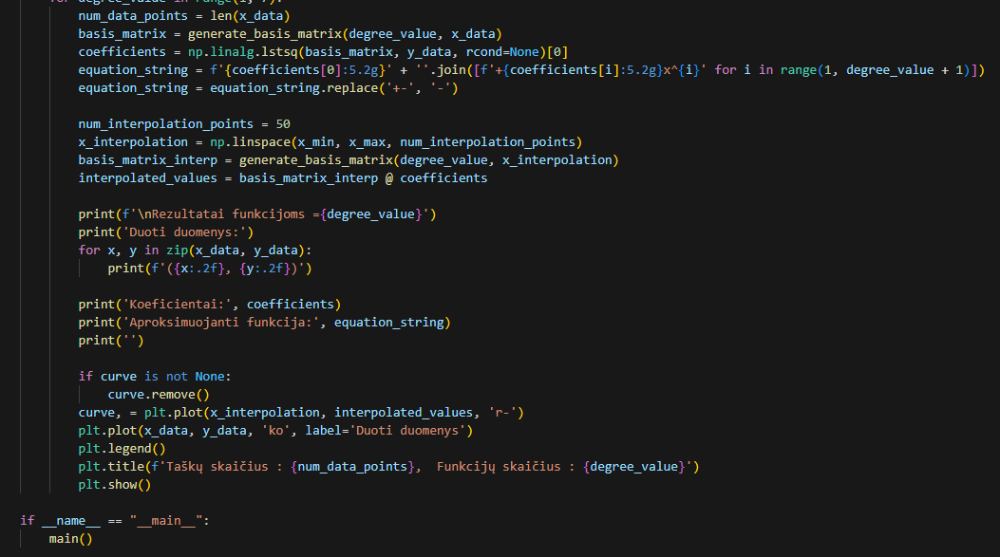 num_data_points = len(x_data)
basis_matrix = generate_basis_matrix(degree_value, x_data)
coefficients = np.linalg.lstsq(basis_matrix, y_data, rcond=None)[0]
equation_string = f'{coefficients[0]:5.2g}' + ''.join([f'+{coefficients[i]:5.2g}x^{i}' for i in range(1, degree_value + 1)])
equation_string = equation_string.replace('+-', '-')
num_interpolation_points = 50
x_interpolation = np.linspace(x_min, x_max, num_interpolation_points)
basis_matrix_interp = generate_basis_matrix(degree_value, x_interpolation)
interpolated_values = basis_matrix_interp @ coefficients
print(f'\nRezultatai funkcijoms ={degree_value}')
print('Duoti duomenys:')
for x, y in zip(x_data, y_data):
print(f'({x:.2f}, {y:.2f})')
print('Koeficientai:', coefficients)
print('Aproksimuojanti funkcija:', equation_string)
print('')
if curve is not None:
curve.remove()
curve, = plt.plot(x_interpolation, interpolated_values, 'r-')
plt.plot(x_data, y_data, 'ko', label='Duoti duomenys')
plt.legend()
plt.title(f'Taškų skaičius : {num_data_points},  Funkcijų skaičius : {degree_value}')
plt.show()
if __name__ == "__main__":
main()